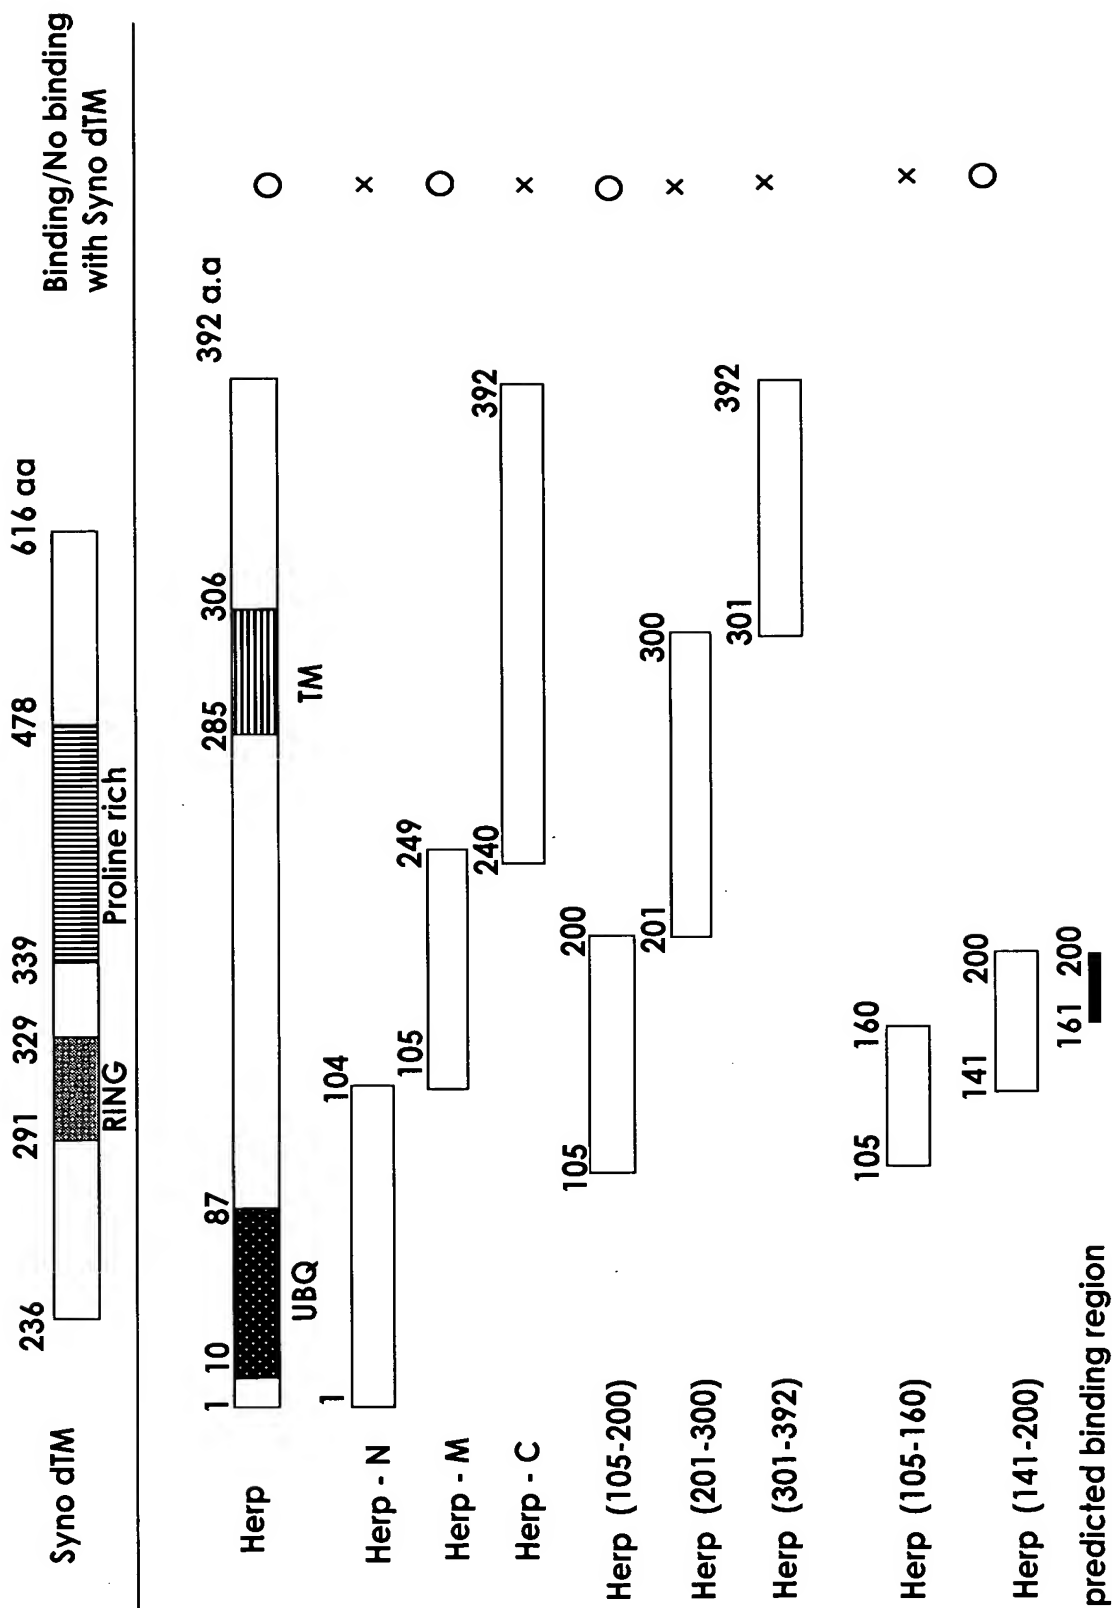 Binding/No binding
with Syno dTM
Syno dTM
236 291 329 339 478 616 aa
RING Proline rich
Herp
1 10 87 285 306 392 a.a
UBQ TM
O
Herp - N
1 104
x
Herp - M
105 249
O
Herp - C
240 392
x
Herp (105-200)
105 200
O
Herp (201-300)
201 300
x
Herp (301-392)
301 392
x
Herp (105-160)
105 160
x
Herp (141-200)
141 200
O
predicted binding region
161 200